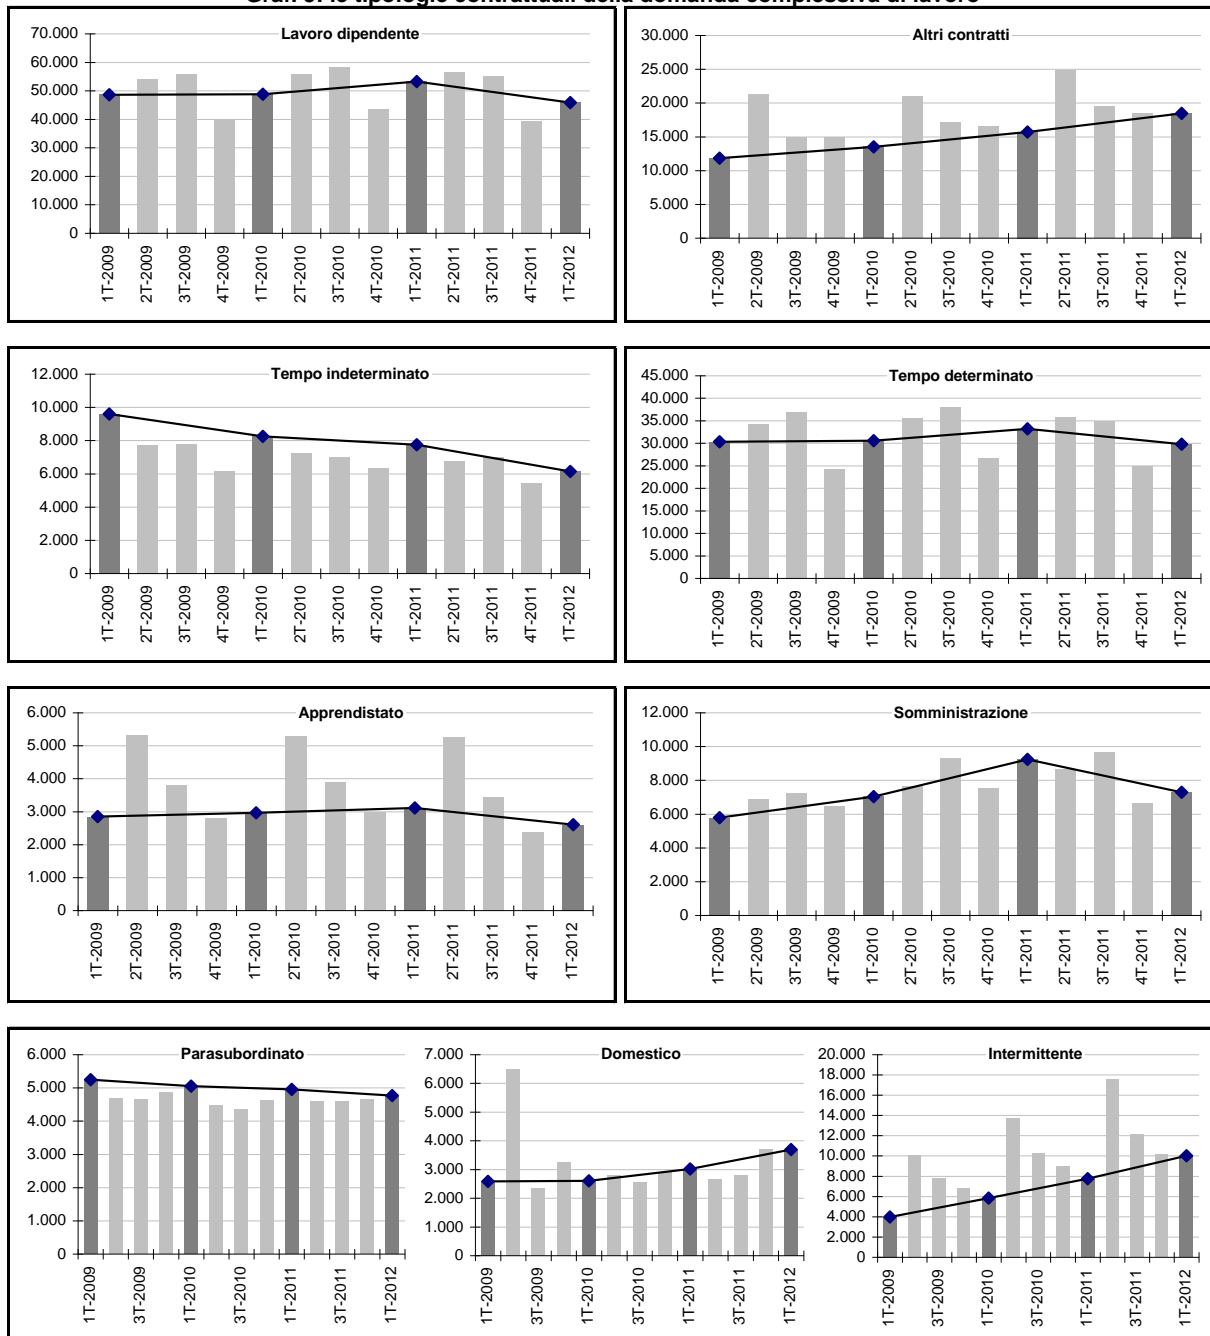 Graf. 5: le tipologie contrattuali della domanda complessiva di lavoro
Lavoro dipendente
70.000
60.000
50.000
40.000
30.000
20.000
10.000
0
1T-2009
2T-2009
3T-2009
4T-2009
1T-2010
2T-2010
3T-2010
4T-2010
1T-2011
2T-2011
3T-2011
4T-2011
1T-2012
Altri contratti
30.000
25.000
20.000
15.000
10.000
5.000
0
1T-2009
2T-2009
3T-2009
4T-2009
1T-2010
2T-2010
3T-2010
4T-2010
1T-2011
2T-2011
3T-2011
4T-2011
1T-2012
Tempo indeterminato
12.000
10.000
8.000
6.000
4.000
2.000
0
1T-2009
2T-2009
3T-2009
4T-2009
1T-2010
2T-2010
3T-2010
4T-2010
1T-2011
2T-2011
3T-2011
4T-2011
1T-2012
Tempo determinato
45.000
40.000
35.000
30.000
25.000
20.000
15.000
10.000
5.000
0
1T-2009
2T-2009
3T-2009
4T-2009
1T-2010
2T-2010
3T-2010
4T-2010
1T-2011
2T-2011
3T-2011
4T-2011
1T-2012
Apprendistato
6.000
5.000
4.000
3.000
2.000
1.000
0
1T-2009
2T-2009
3T-2009
4T-2009
1T-2010
2T-2010
3T-2010
4T-2010
1T-2011
2T-2011
3T-2011
4T-2011
1T-2012
Somministrazione
12.000
10.000
8.000
6.000
4.000
2.000
0
1T-2009
2T-2009
3T-2009
4T-2009
1T-2010
2T-2010
3T-2010
4T-2010
1T-2011
2T-2011
3T-2011
4T-2011
1T-2012
Parasubordinato
6.000
5.000
4.000
3.000
2.000
1.000
0
1T-2009
3T-2009
1T-2010
3T-2010
1T-2011
3T-2011
1T-2012
Domestico
7.000
6.000
5.000
4.000
3.000
2.000
1.000
0
1T-2009
3T-2009
1T-2010
3T-2010
1T-2011
3T-2011
1T-2012
Intermittente
20.000
18.000
16.000
14.000
12.000
10.000
8.000
6.000
4.000
2.000
0
1T-2009
3T-2009
1T-2010
3T-2010
1T-2011
3T-2011
1T-2012